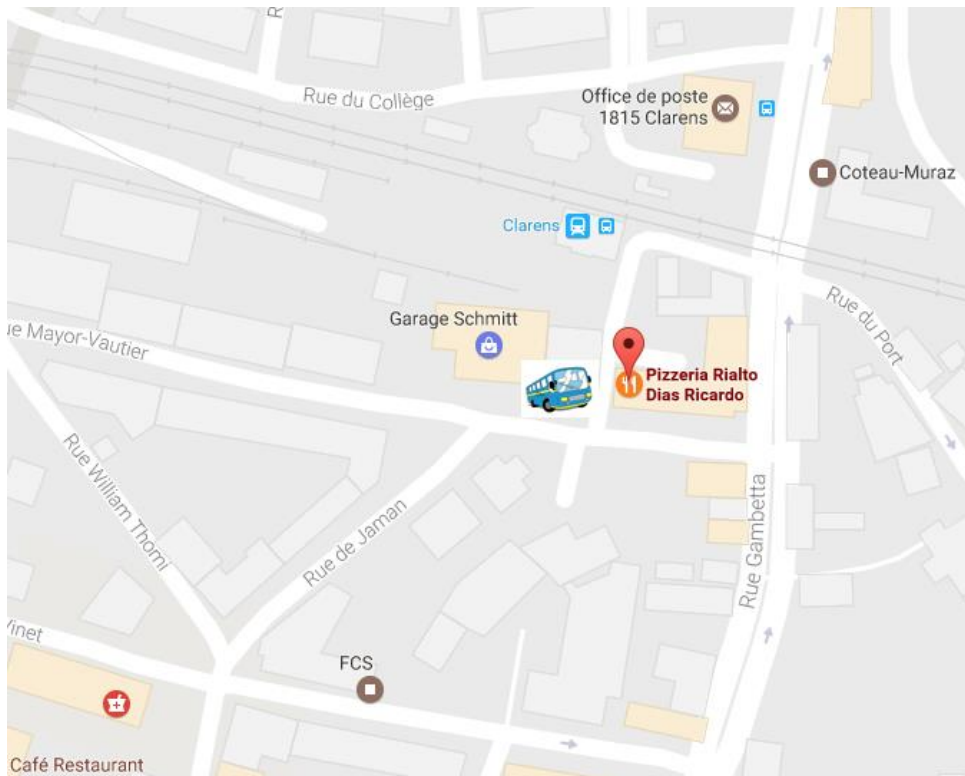 R
Rue du Collège
Office de poste
1815 Clarens
Coteau-Muraz
Clarens
Rue du Port
Garage Schmitt
ue Mayor-Vautier
Pizzeria Rialto
Dias Ricardo
Rue William Thomi
Rue de Jaman
Rue Gambetta
Vinet
FCS
Café Restaurant